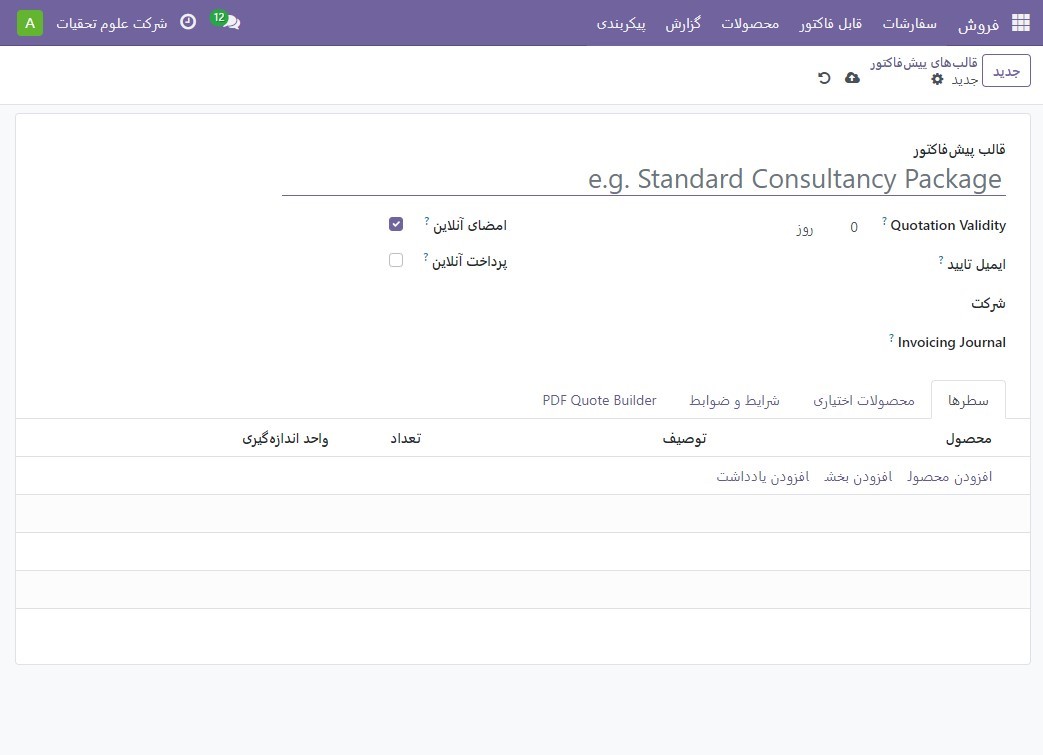 فروش سفارشات قابل فاکتور محصولات گزارش پیکربندی 12 شرکت علوم تحقیات A
جدید قالب‌های پیش‌فاکتور
جدید
قالب پیش‌فاکتور
e.g. Standard Consultancy Package
Quotation Validity ? 0 روز امضای آنلاین ?
ایمیل تایید ? پرداخت آنلاین ?
شرکت
Invoicing Journal ?
سطرها محصولات اختیاری شرایط و ضوابط PDF Quote Builder
محصول توصیف تعداد واحد اندازه‌گیری
افزودن محصول افزودن بخش افزودن یادداشت